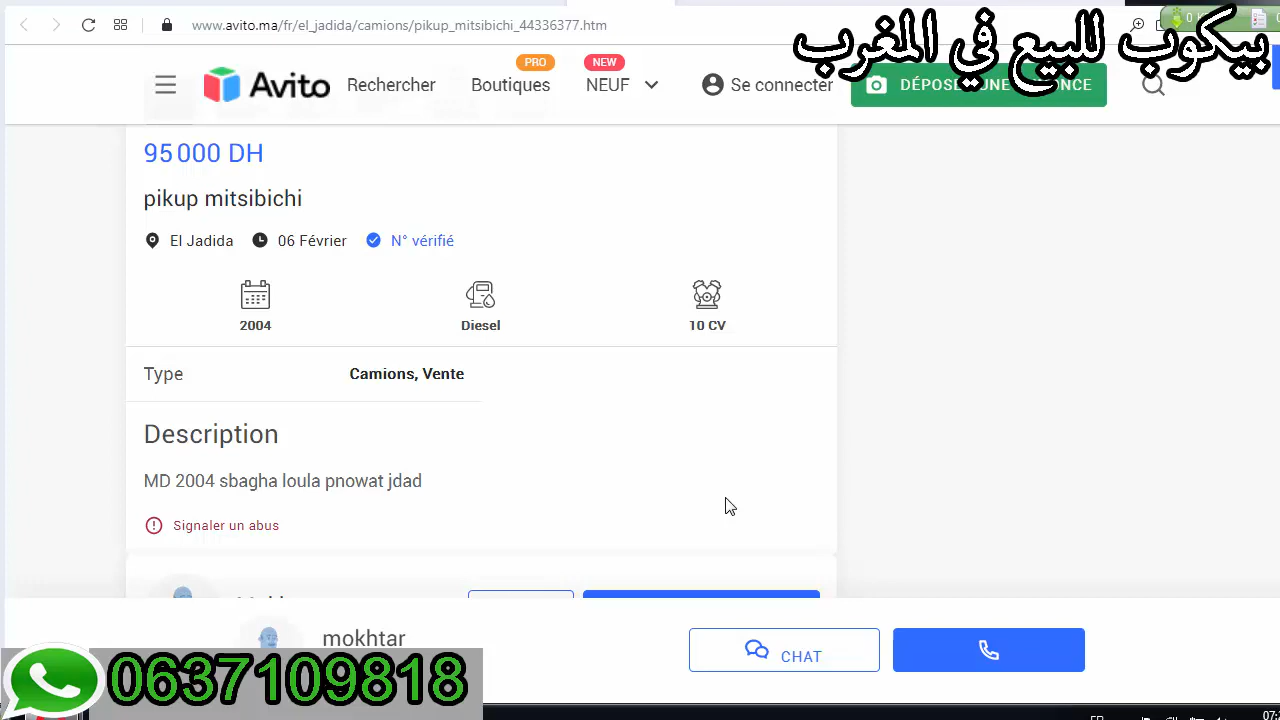 www.avito.ma/fr/el_jadida/camions/pikup_mitsibichi_44336377.htm
بيكوب للبيع في المغرب
Avito
Rechercher
PRO
Boutiques
NEW
NEUF
Se connecter
95 000 DH
pikup mitsibichi
El Jadida 06 Février N° vérifié
2004 Diesel 10 CV
Type Camions, Vente
Description
MD 2004 sbagha loula pnowat jdad
Signaler un abus
mokhtar
CHAT
0637109818